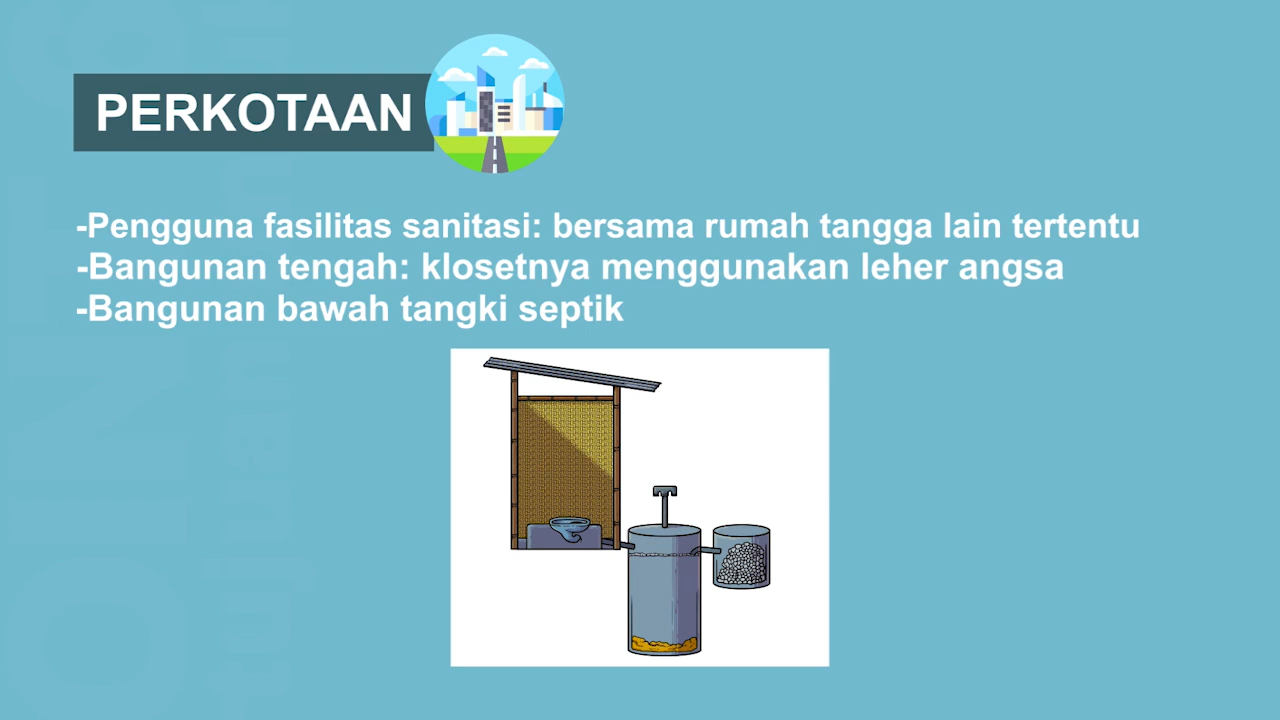 PERKOTAAN
-Pengguna fasilitas sanitasi: bersama rumah tangga lain tertentu
-Bangunan tengah: klosetnya menggunakan leher angsa
-Bangunan bawah tangki septik